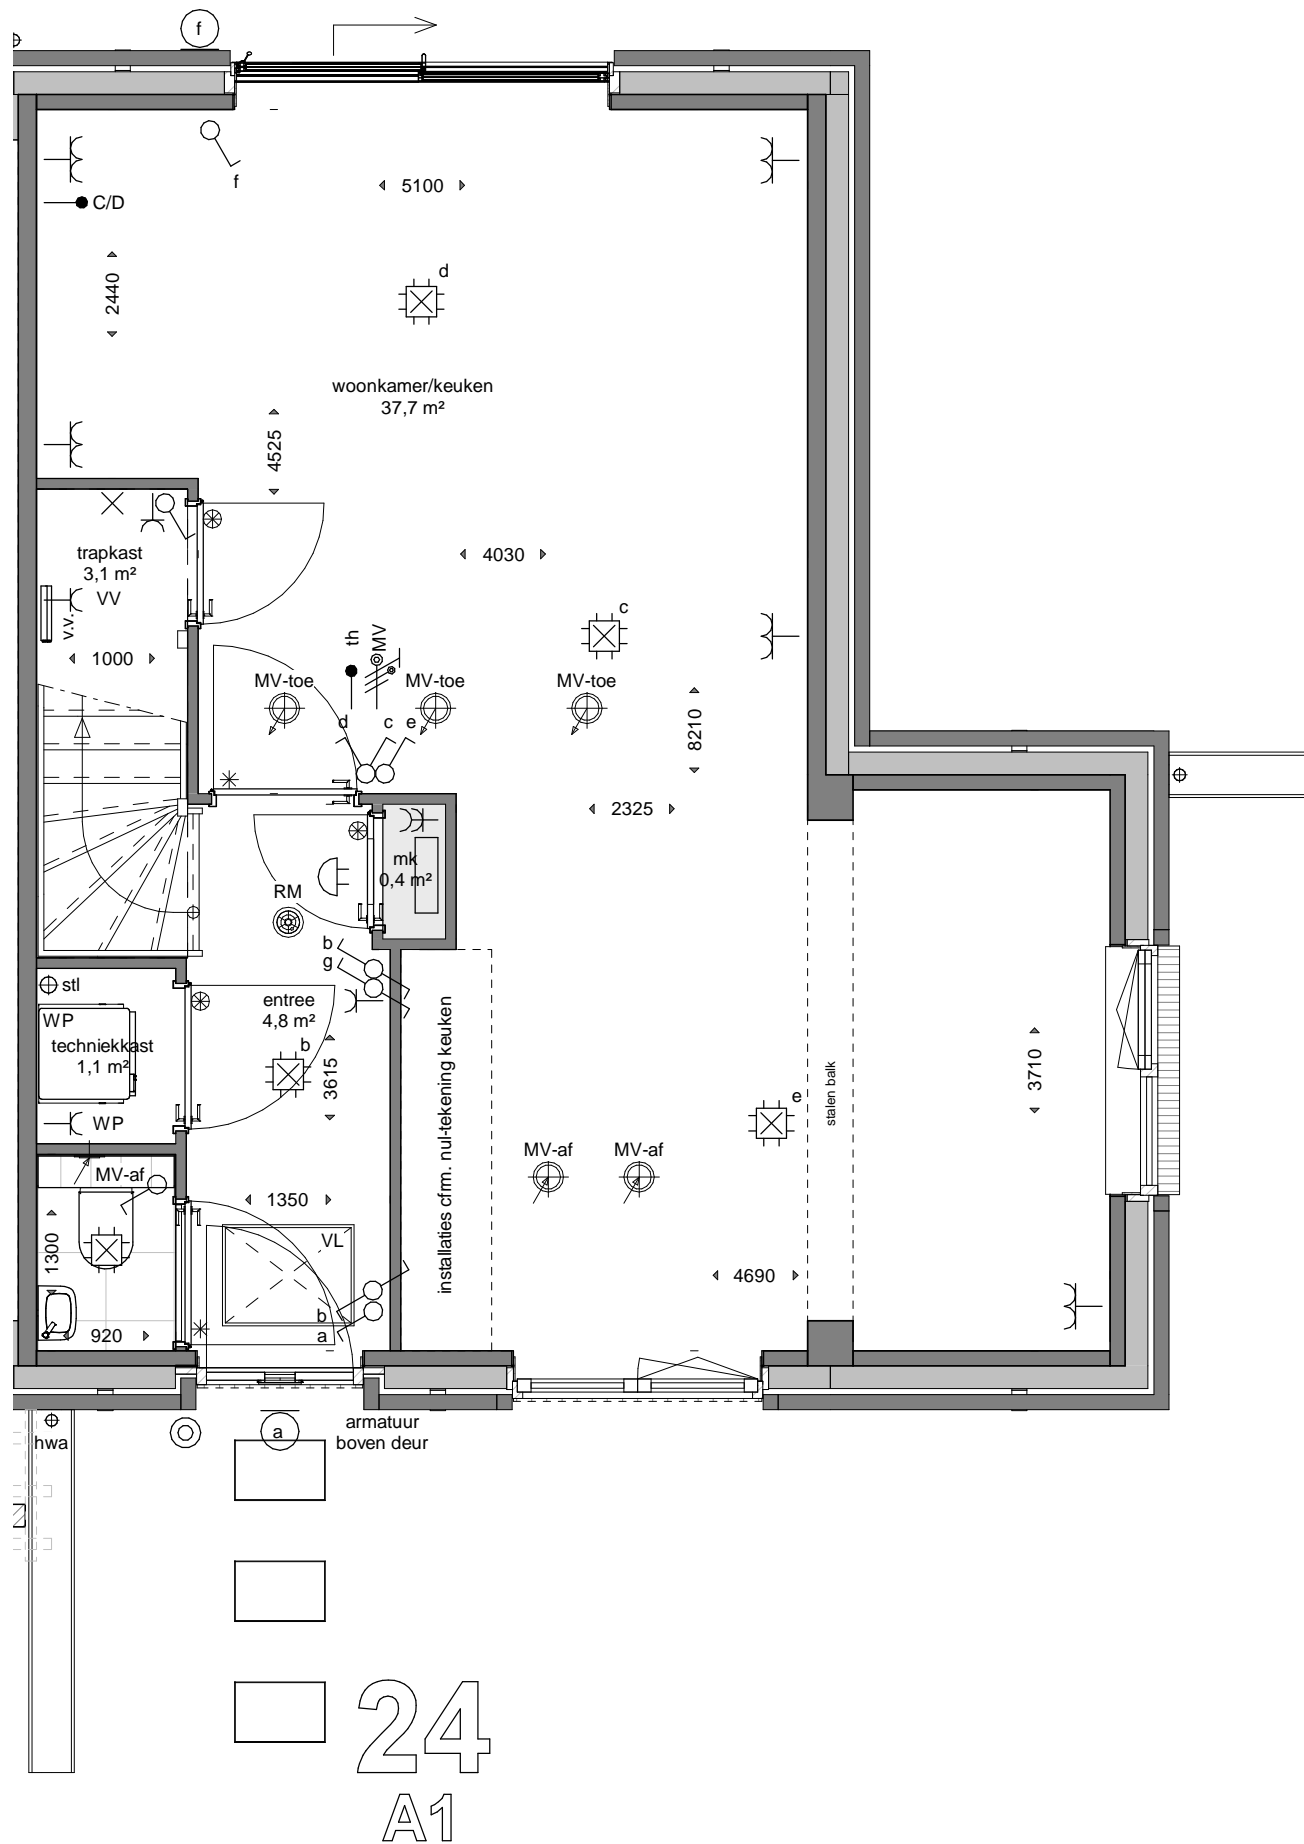 f
f
5100
C/D
2440
d
woonkamer/keuken
37,7 m²
4525
trapkast
3,1 m²
VV
v.v.
1000
4030
c
th
MV
MV-toe
MV-toe
MV-toe
d
c
e
8210
2325
mk
0,4 m²
RM
b
g
stl
WP
techniekkast
1,1 m²
WP
entree
4,8 m²
b
3615
installaties cfrm. nul-tekening keuken
stalen balk
3710
e
MV-af
MV-af
MV-af
1350
1300
VL
920
b
a
4690
hwa
a
armatuur
boven deur
24
A1